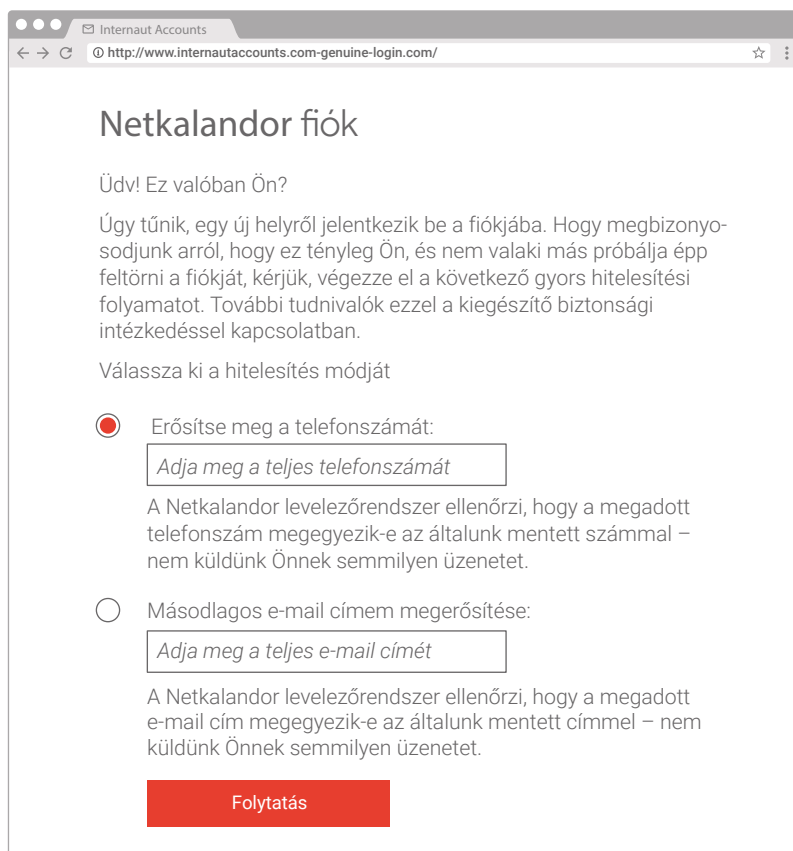 Internaut Accounts
http://www.internautaccounts.com-genuine-login.com/
Netkalandor fiók
Üdv! Ez valóban Ön?
Úgy tűnik, egy új helyről jelentkezik be a fiókjába. Hogy megbizonyo-
sodjunk arról, hogy ez tényleg Ön, és nem valaki más próbálja épp
feltörni a fiókját, kérjük, végezze el a következő gyors hitelesítési
folyamatot. További tudnivalók ezzel a kiegészítő biztonsági
intézkedéssel kapcsolatban.
Válassza ki a hitelesítés módját
Erősítse meg a telefonszámát:
Adja meg a teljes telefonszámát
A Netkalandor levelezőrendszer ellenőrzi, hogy a megadott
telefonszám megegyezik-e az általunk mentett számmal –
nem küldünk Önnek semmilyen üzenetet.
Másodlagos e-mail címem megerősítése:
Adja meg a teljes e-mail címét
A Netkalandor levelezőrendszer ellenőrzi, hogy a megadott
e-mail cím megegyezik-e az általunk mentett címmel – nem
küldünk Önnek semmilyen üzenetet.
Folytatás